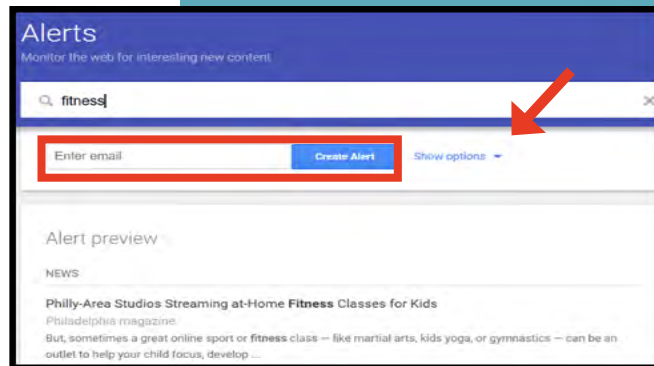 Alerts
Monitor the web for interesting new content
fitness
Enter email Create Alert Show options
Alert preview
NEWS
Philly-Area Studios Streaming at-Home Fitness Classes for Kids
Philadelphia magazine
But, sometimes a great online sport or fitness class — like martial arts, kids yoga, or gymnastics — can be an
outlet to help your child focus, develop ...